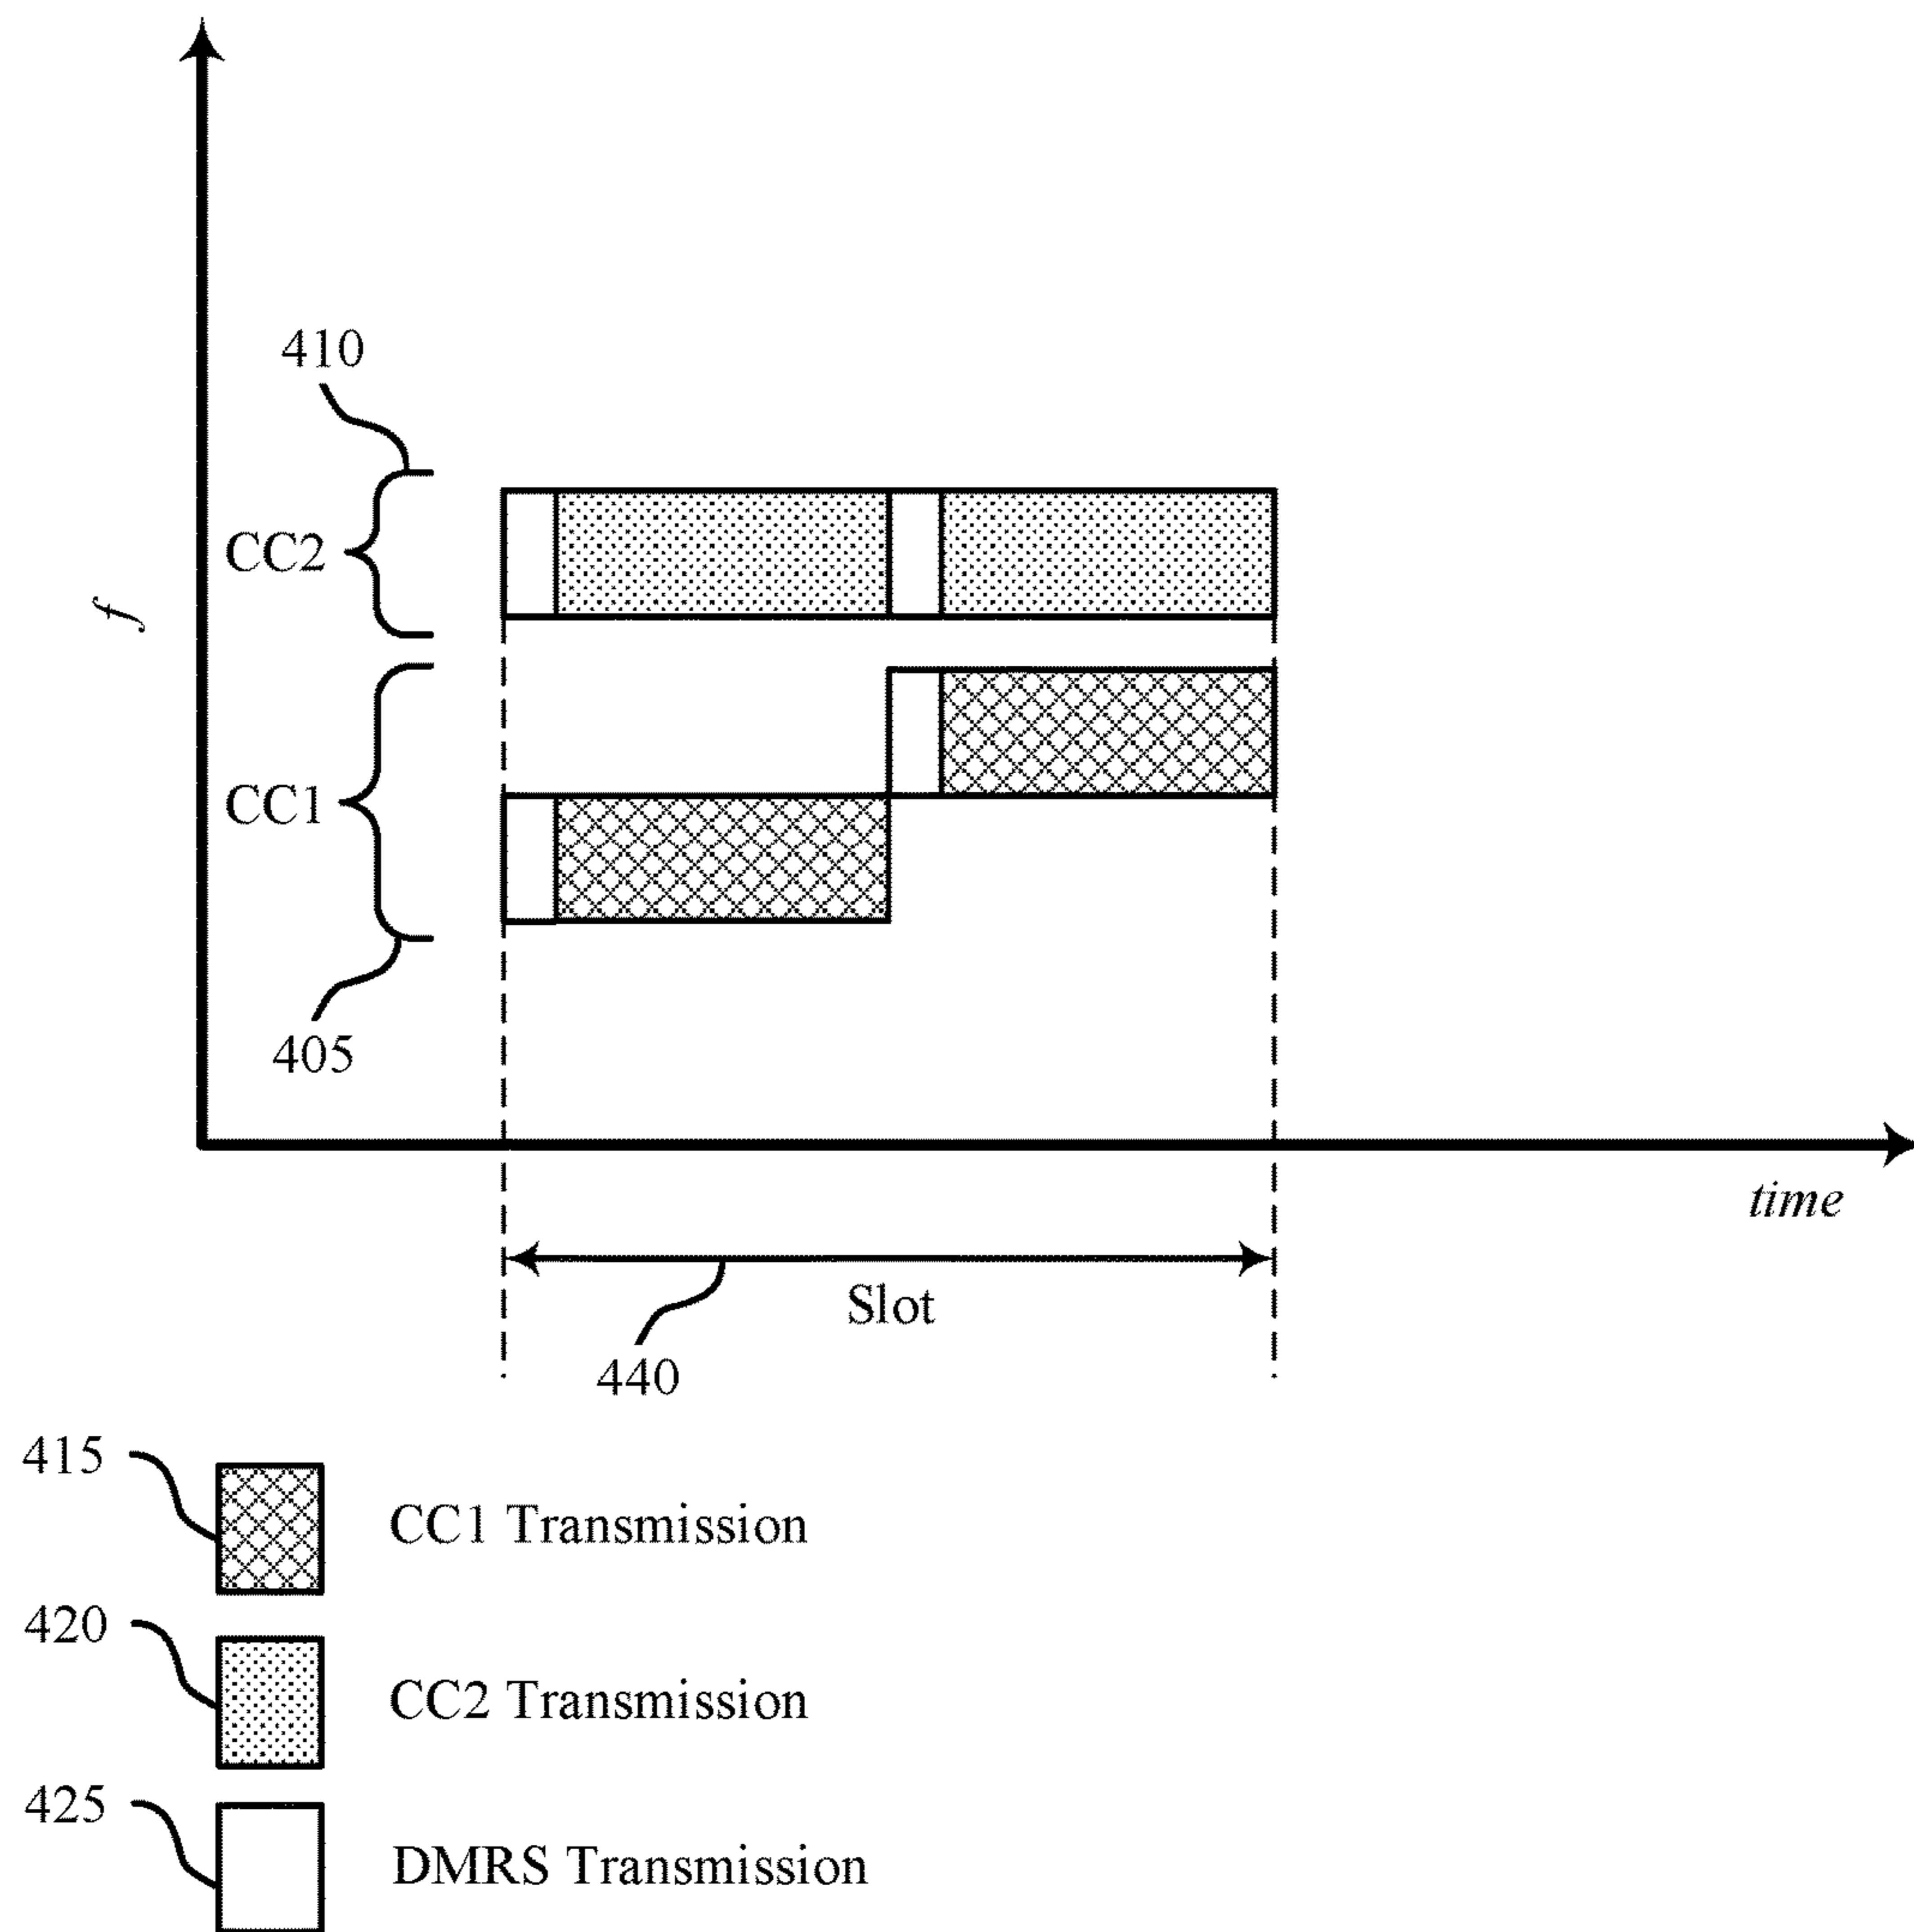 410
CC2
f
CC1
405
time
Slot
440
415
CC1 Transmission
420
CC2 Transmission
425
DMRS Transmission